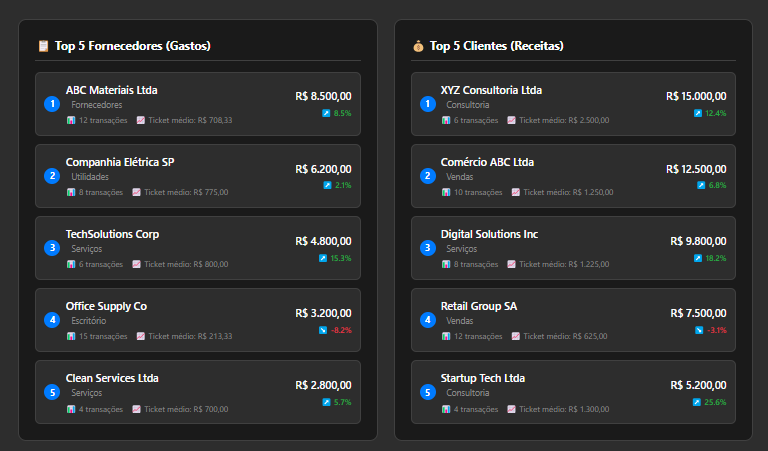 Top 5 Fornecedores (Gastos)
1
ABC Materiais Ltda
Fornecedores
12 transações Ticket médio: R$ 708,33
R$ 8.500,00
8.5%
2
Companhia Elétrica SP
Utilidades
8 transações Ticket médio: R$ 775,00
R$ 6.200,00
2.1%
3
TechSolutions Corp
Serviços
6 transações Ticket médio: R$ 800,00
R$ 4.800,00
15.3%
4
Office Supply Co
Escritório
15 transações Ticket médio: R$ 213,33
R$ 3.200,00
-8.2%
5
Clean Services Ltda
Serviços
4 transações Ticket médio: R$ 700,00
R$ 2.800,00
5.7%
Top 5 Clientes (Receitas)
1
XYZ Consultoria Ltda
Consultoria
6 transações Ticket médio: R$ 2.500,00
R$ 15.000,00
12.4%
2
Comércio ABC Ltda
Vendas
10 transações Ticket médio: R$ 1.250,00
R$ 12.500,00
6.8%
3
Digital Solutions Inc
Serviços
8 transações Ticket médio: R$ 1.225,00
R$ 9.800,00
18.2%
4
Retail Group SA
Vendas
12 transações Ticket médio: R$ 625,00
R$ 7.500,00
-3.1%
5
Startup Tech Ltda
Consultoria
4 transações Ticket médio: R$ 1.300,00
R$ 5.200,00
25.6%